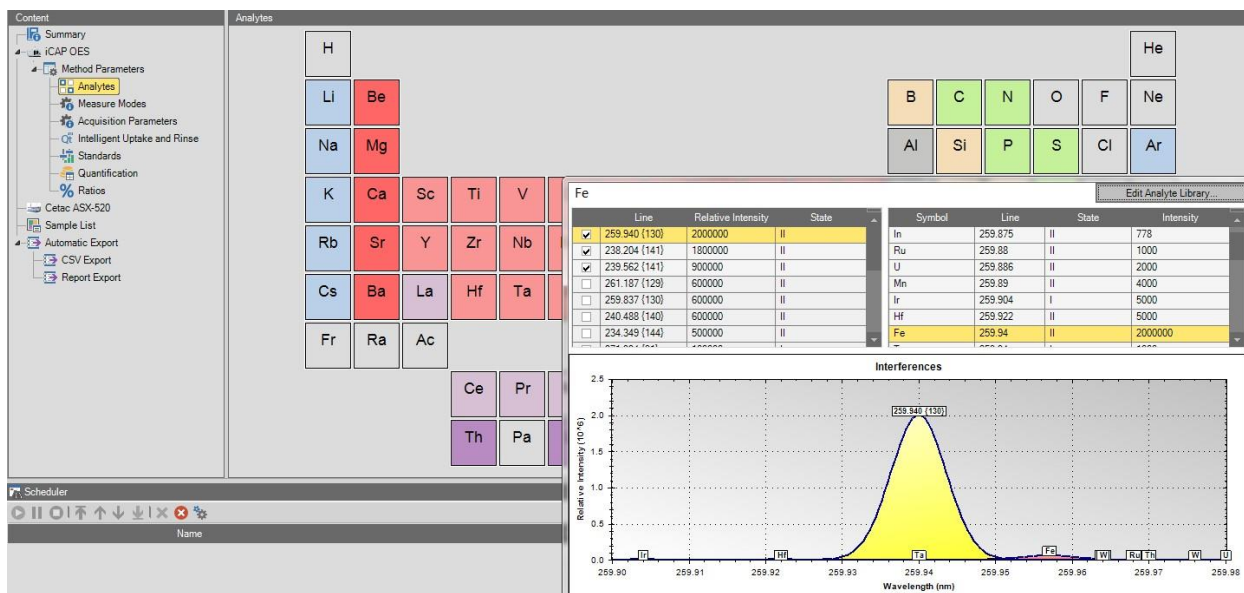 Content
Summary
iCAP OES
Method Parameters
Analytes
Measure Modes
Acquisition Parameters
Intelligent Uptake and Rinse
Standards
Quantification
Ratios
Cetac ASX-520
Sample List
Automatic Export
CSV Export
Report Export
Analytes
H He
Li Be B C N O F Ne
Na Mg Al Si P S Cl Ar
K Ca Sc Ti V
Rb Sr Y Zr Nb
Cs Ba La Hf Ta
Fr Ra Ac
Ce Pr
Th Pa
Fe
Edit Analyte Library...
Line Relative Intensity State
259.940 {130} 2000000 II
238.204 {141} 1800000 II
239.562 {141} 900000 II
261.187 {129} 600000 II
259.837 {130} 600000 II
240.488 {140} 600000 II
234.349 {144} 500000 II
Symbol Line State Intensity
In 259.875 II 778
Ru 259.88 II 1000
U 259.886 II 2000
Mn 259.89 II 4000
Ir 259.904 I 5000
Hf 259.922 II 5000
Fe 259.94 II 2000000
Interferences
Relative Intensity (10^6)
2.5
2.0
1.5
1.0
0.5
0.0
259.940 {130}
Ir Hf Ta Fe W Ru Th W U
259.90 259.91 259.92 259.93 259.94 259.95 259.96 259.97 259.98
Wavelength (nm)
Scheduler
Name